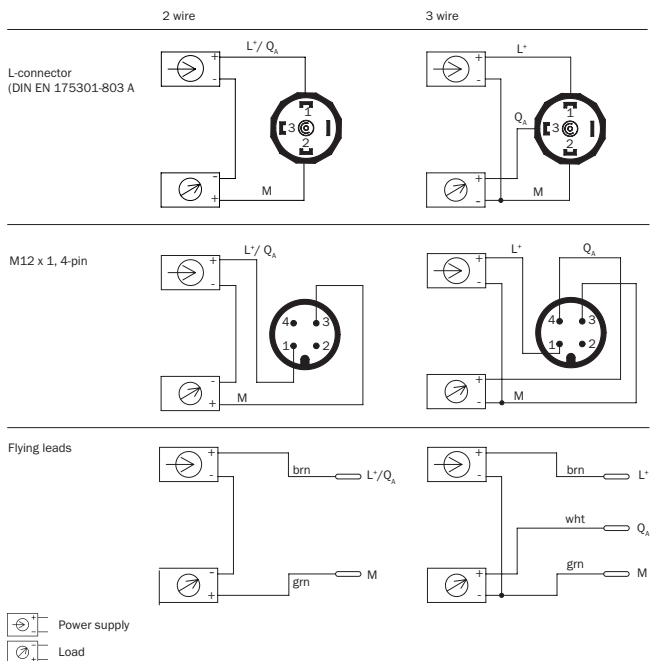 2 wire 3 wire
L-connector
(DIN EN 175301-803 A
L⁺/ Q_A
+
-
1
3
2
-
+
M
L⁺
+
-
Q_A
1
3
2
+
-
M
M12 x 1, 4-pin
L⁺/ Q_A
+
-
4 3
1 2
-
+
M
L⁺ Q_A
+
-
4 3
1 2
+
-
M
Flying leads
+
-
brn L⁺/Q_A
-
+
grn M
+
-
brn L⁺
wht Q_A
+
-
grn M
+
-
Power supply
-
+
Load